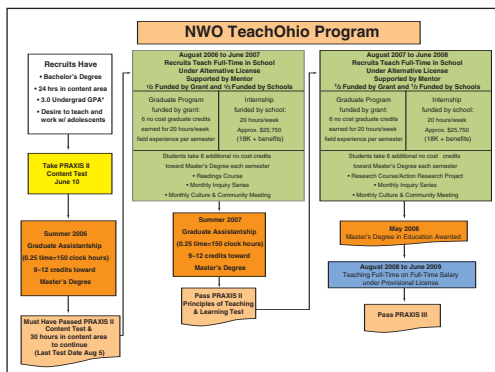 NWO TeachOhio Program
Recruits Have
• Bachelor's Degree
• 24 hrs in content area
• 3.0 Undergrad GPA*
• Desire to teach and
work w/ adolescents
Take PRAXIS II
Content Test
June 10
Summer 2006
Graduate Assistantship
(0.25 time=150 clock hours)
9–12 credits toward
Master's Degree
Must Have Passed PRAXIS II
Content Test &
30 hours in content area
to continue
(Last Test Date Aug 5)
August 2006 to June 2007
Recruits Teach Full-Time in School
Under Alternative License
Supported by Mentor
1/2 Funded by Grant and 1/2 Funded by Schools
Graduate Program
funded by grant:
6 no cost graduate credits
earned for 20 hours/week
field experience per semester
Internship
funded by school:
20 hours/week
Approx. $25,750
(18K + benefits)
Students take 6 additional no cost credits
toward Master's Degree each semester
• Readings Course
• Monthly Inquiry Series
• Monthly Culture & Community Meeting
Summer 2007
Graduate Assistantship
(0.25 time=150 clock hours)
9–12 credits toward
Master's Degree
Pass PRAXIS II
Principles of Teaching
& Learning Test
August 2007 to June 2008
Recruits Teach Full-Time in School
Under Alternative License
Supported by Mentor
1/2 Funded by Grant and 1/2 Funded by Schools
Graduate Program
funded by grant:
6 no cost graduate credits
earned for 20 hours/week
field experience per semester
Internship
funded by school:
20 hours/week
Approx. $25,750
(18K + benefits)
Students take 6 additional no cost credits
toward Master's Degree each semester
• Research Course/Action Research Project
• Monthly Inquiry Series
• Monthly Culture & Community Meeting
May 2008
Master's Degree in Education Awarded
August 2008 to June 2009
Teaching Full-Time on Full-Time Salary
under Provisional License
Pass PRAXIS III